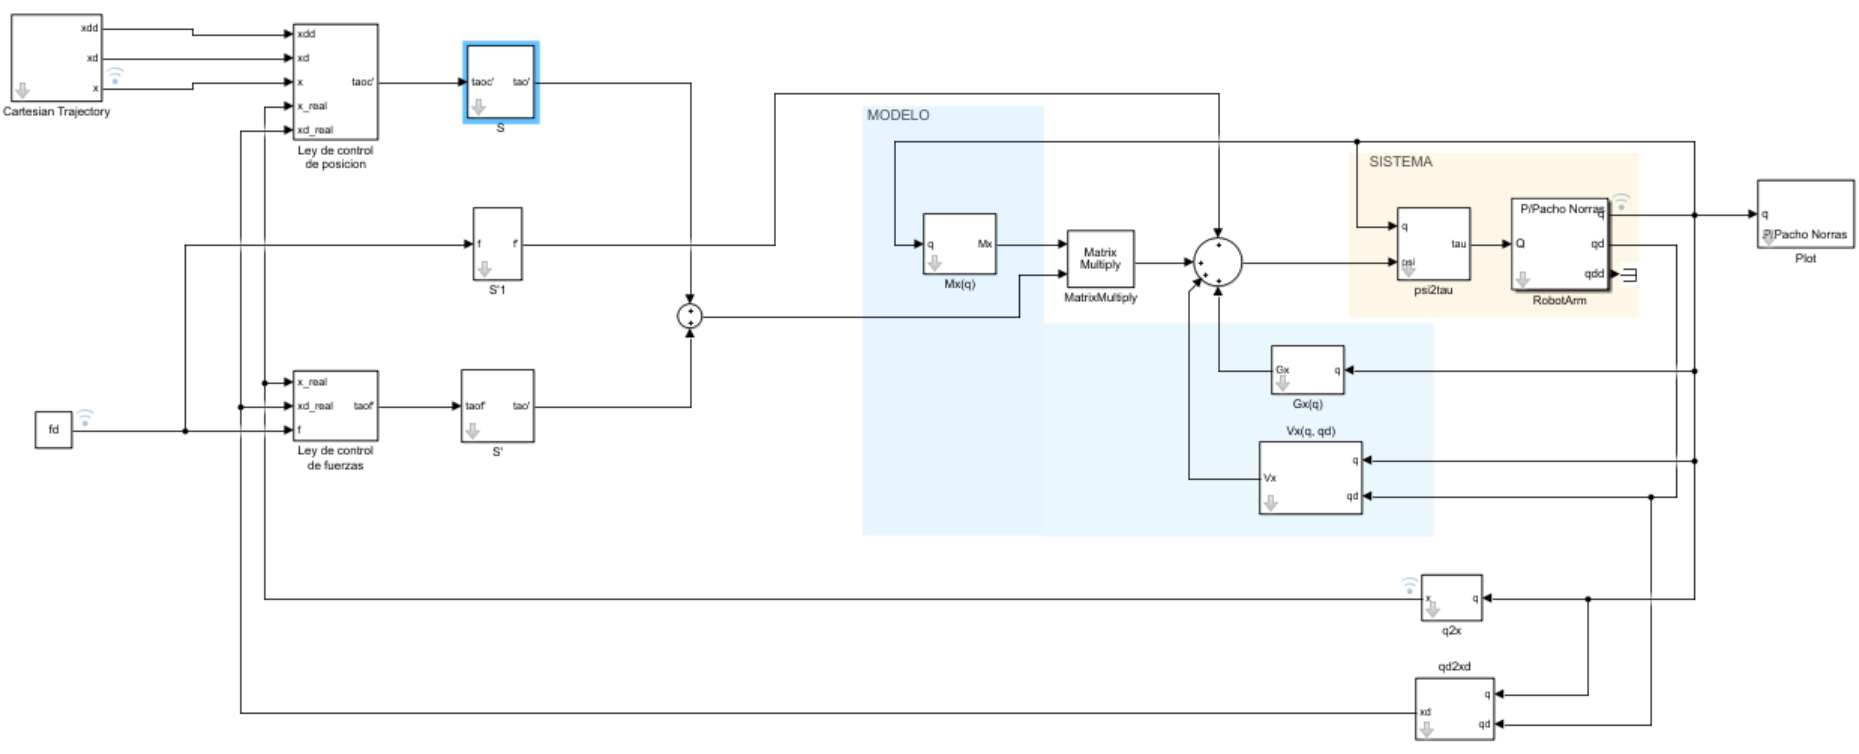 xdd
xd
x
Cartesian Trajectory
xdd
xd
x
x_real
xd_real
taoc'
Ley de control
de posicion
taoc'
tao'
S
f
f'
S'1
fd
x_real
xd_real
f
taof'
Ley de control
de fuerzas
taof'
tao'
S'
+
+
MODELO
q
Mx
Mx(q)
Matrix
Multiply
MatrixMultiply
+
+
+
+
SISTEMA
q
psi
tau
psi2tau
P/Pacho Norras
Q
q
qd
qdd
RobotArm
q
P/Pacho Norras
Plot
Gx
q
Gx(q)
Vx(q, qd)
Vx
q
qd
x
q
q2x
qd2xd
xd
q
qd